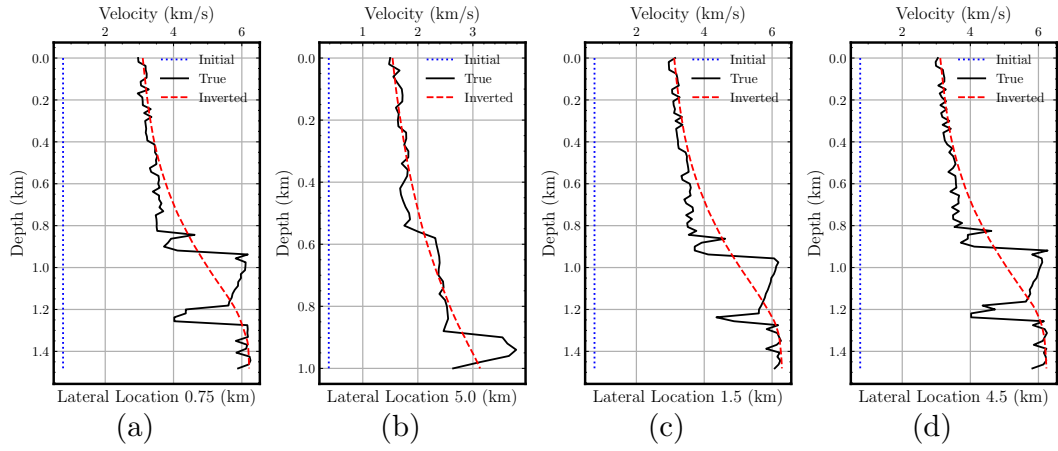 Velocity (km/s)
2 4 6
0.0
0.2
0.4
0.6
0.8
1.0
1.2
1.4
Depth (km)
Initial
True
Inverted
Lateral Location 0.75 (km)
(a)
Velocity (km/s)
1 2 3
0.0
0.2
0.4
0.6
0.8
1.0
Depth (km)
Initial
True
Inverted
Lateral Location 5.0 (km)
(b)
Velocity (km/s)
2 4 6
0.0
0.2
0.4
0.6
0.8
1.0
1.2
1.4
Depth (km)
Initial
True
Inverted
Lateral Location 1.5 (km)
(c)
Velocity (km/s)
2 4 6
0.0
0.2
0.4
0.6
0.8
1.0
1.2
1.4
Depth (km)
Initial
True
Inverted
Lateral Location 4.5 (km)
(d)